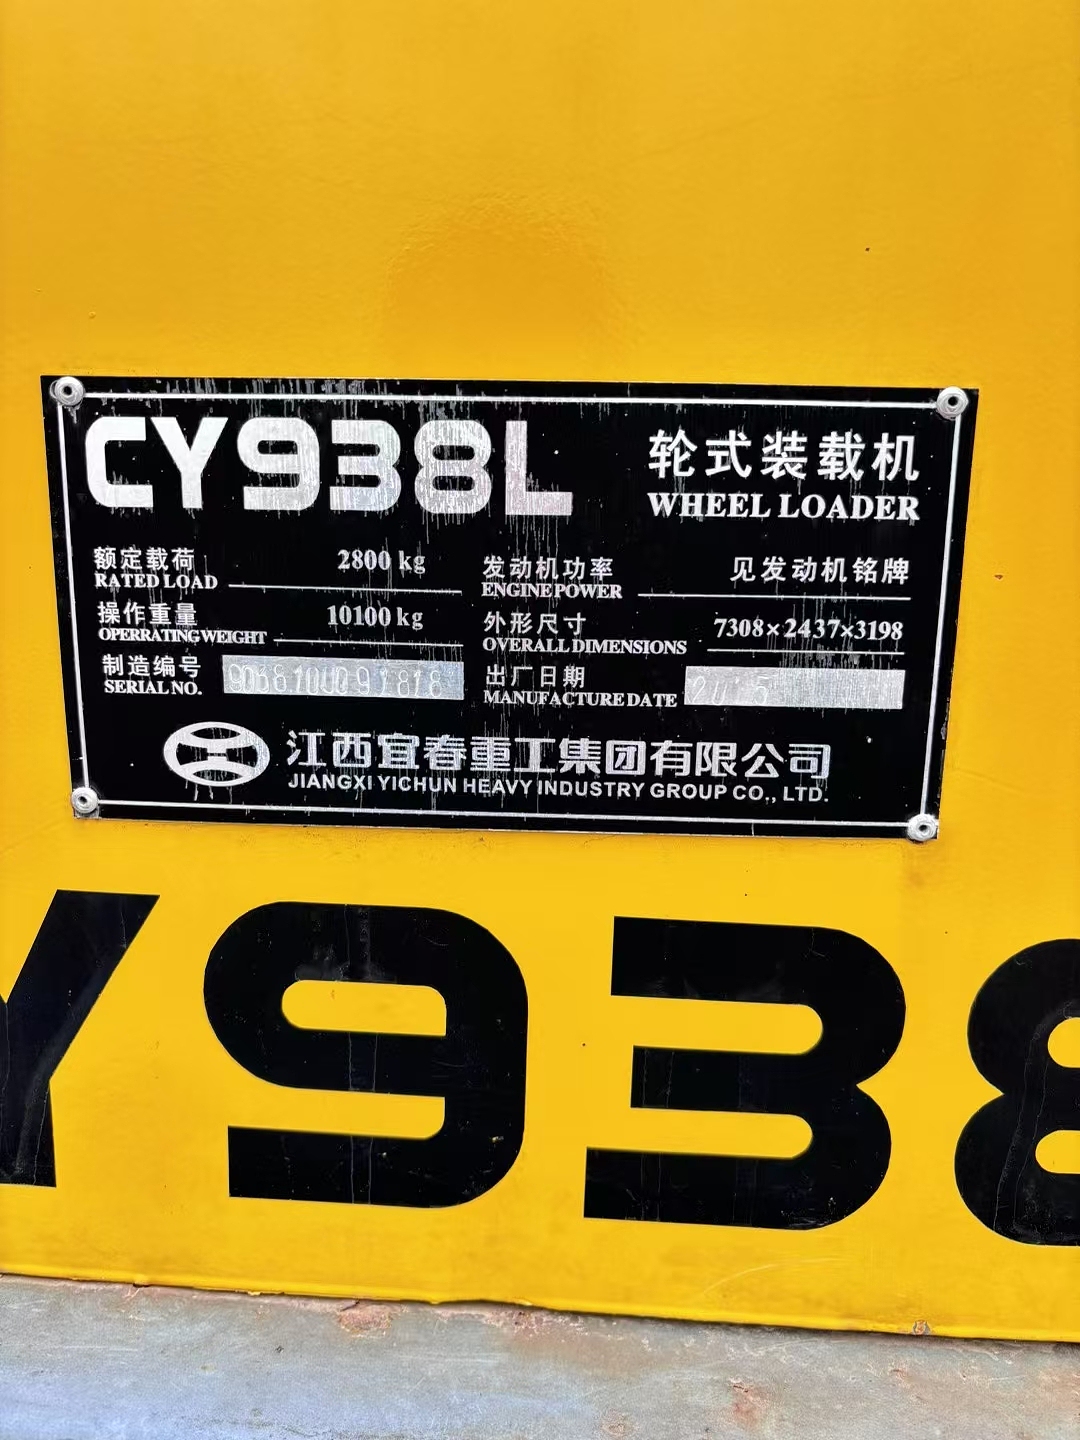 CY938L
轮式装载机
WHEEL LOADER
额定载荷 2800 kg
RATED LOAD
发动机功率 见发动机铭牌
ENGINE POWER
操作重量 10100 kg
OPERRATING WEIGHT
外形尺寸 7308×2437×3198
OVERALL DIMENSIONS
制造编号
SERIAL NO.
出厂日期
MANUFACTURE DATE
江西宜春重工集团有限公司
JIANGXI YICHUN HEAVY INDUSTRY GROUP CO., LTD.
Y938